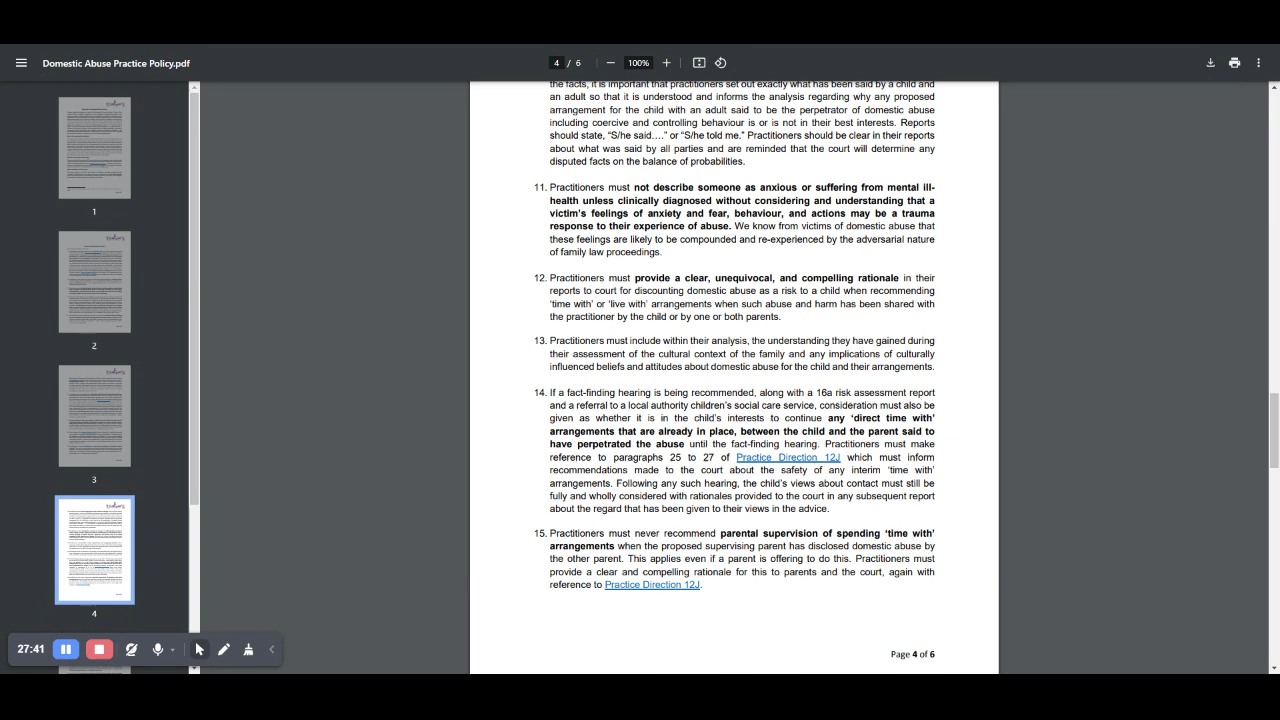 Domestic Abuse Practice Policy.pdf
4 / 6
100%
the facts, it is important that practitioners set out exactly what has been said by a child and
an adult so that it is understood and informs the analysis regarding why any proposed
arrangement for the child with an adult said to be the perpetrator of domestic abuse
including coercive and controlling behaviour is or is not in their best interests. Reports
should state, “S/he said....” or “S/he told me.” Practitioners should be clear in their reports
about what was said by all parties and are reminded that the court will determine any
disputed facts on the balance of probabilities.
11. Practitioners must not describe someone as anxious or suffering from mental ill-
health unless clinically diagnosed without considering and understanding that a
victim’s feelings of anxiety and fear, behaviour, and actions may be a trauma
response to their experience of abuse. We know from victims of domestic abuse that
these feelings are likely to be compounded and re-experienced by the adversarial nature
of family law proceedings.
12. Practitioners must provide a clear, unequivocal, and compelling rationale in their
reports to court for discounting domestic abuse as a risk to a child when recommending
‘time with’ or ‘live with’ arrangements when such abuse and harm has been shared with
the practitioner by the child or by one or both parents.
13. Practitioners must include within their analysis, the understanding they have gained during
their assessment of the cultural context of the family and any implications of culturally
influenced beliefs and attitudes about domestic abuse for the child and their arrangements.
14. If a fact-finding hearing is being recommended, along with a 16a risk assessment report
and a referral to a local authority children’s social care service, consideration must also be
given as whether it is in the child’s interests to continue any ‘direct time with’
arrangements that are already in place, between the child and the parent said to
have perpetrated the abuse until the fact-finding hearing. Practitioners must make
reference to paragraphs 25 to 27 of Practice Direction 12J which must inform
recommendations made to the court about the safety of any interim ‘time with’
arrangements. Following any such hearing, the child’s views about contact must still be
fully and wholly considered with rationales provided to the court in any subsequent report
about the regard that has been given to their views in the advice.
15. Practitioners must never recommend parental supervision of spending ‘time with’
arrangements when the proposed supervising parent has disclosed domestic abuse by
the other parent. This applies even if a parent is offering to do this. Practitioners must
provide a clear and compelling rationale for this to parents and the court, again with
reference to Practice Direction 12J.
Page 4 of 6
1
2
3
4
27:41